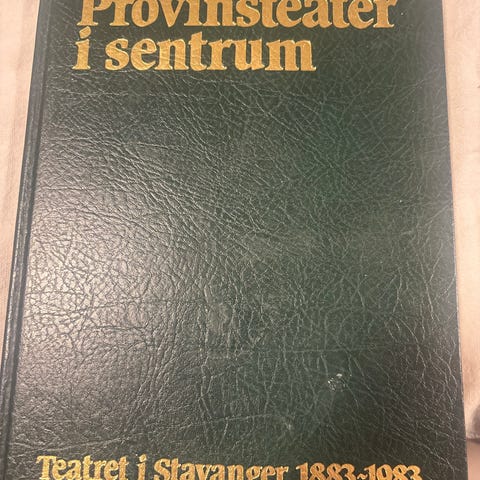 Provinsteater
i sentrum
Teatret i Stavanger 1883~1983